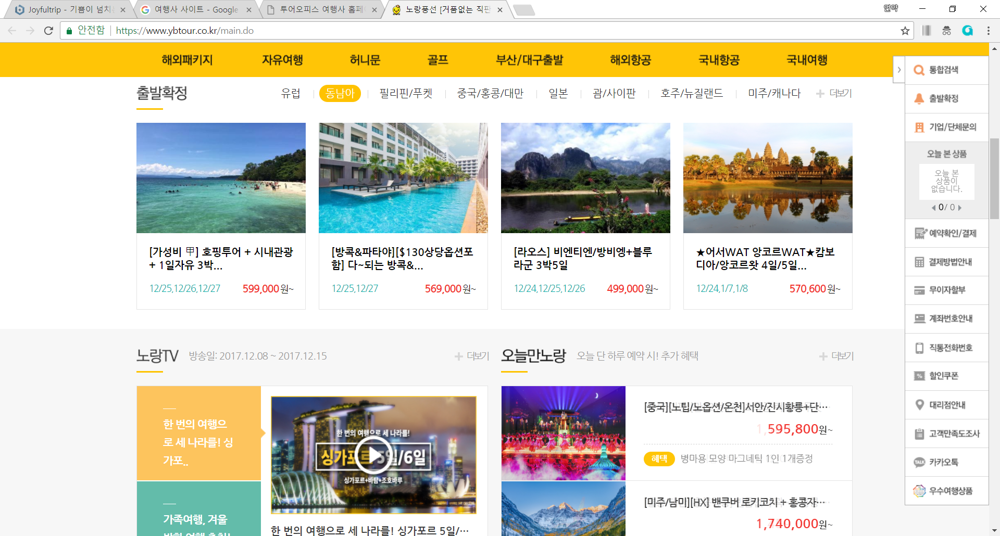 Joyfultrip - 기쁨이 넘치는
여행사 사이트 - Google
투어오피스 여행사 홈페이
노랑풍선 [거품없는 직판
연약
안전함 | https://www.ybtour.co.kr/main.do
해외패키지 자유여행 허니문 골프 부산/대구출발 해외항공 국내항공 국내여행
출발확정 유럽 동남아 필리핀/푸켓 중국/홍콩/대만 일본 괌/사이판 호주/뉴질랜드 미주/캐나다 + 더보기
[가성비 甲] 호핑투어 + 시내관광
+ 1일자유 3박...
12/25,12/26,12/27 599,000원~
[방콕&파타야][$130상당옵션포
함] 다~되는 방콕&...
12/25,12/27 569,000원~
[라오스] 비엔티엔/방비엥+블루
라군 3박5일
12/24,12/25,12/26 499,000원~
★어서WAT 앙코르WAT★캄보
디아/앙코르왓 4일/5일...
12/24,1/7,1/8 570,600원~
노랑TV 방송일: 2017.12.08 ~ 2017.12.15 + 더보기
한 번의 여행으
로 세 나라를! 싱
가포..
가족여행, 겨울
한 번의 여행으로 세 나라를!
싱가포르 5일/6일
싱가포르+바탐+조호바루
한 번의 여행으로 세 나라를! 싱가포르 5일/···
오늘만노랑 오늘 단 하루 예약 시! 추가 혜택 + 더보기
[중국][노팁/노옵션/온천]서안/진시황릉+단···
595,800원~
혜택 병마용 모양 마그네틱 1인 1개증정
[미주/남미][HX 밴쿠버 로키코치 + 홍콩자···
1,740,000원~
통합검색
출발확정
기업/단체문의
오늘 본 상품
오늘 본
상품이
없습니다.
0/ 0
예약확인/결제
결제방법안내
무이자할부
계좌번호안내
직통전화번호
할인쿠폰
대리점안내
고객만족도조사
TALK 카카오톡
우수여행상품